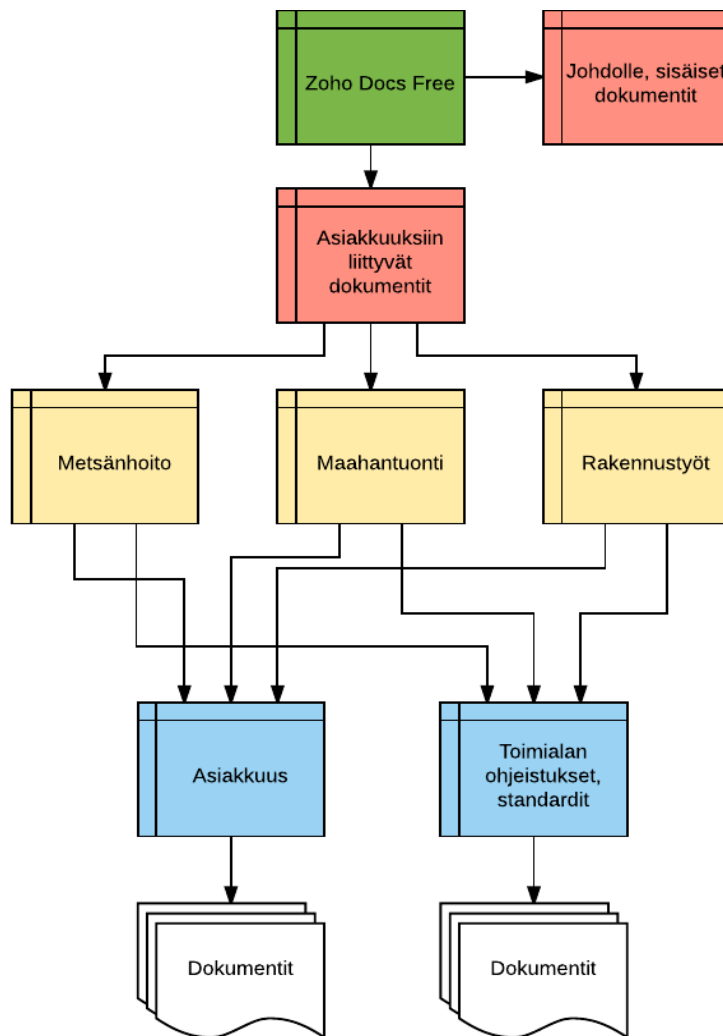 Zoho Docs Free
Johdolle, sisäiset
dokumentit
Asiakkuuksiin
liittyvät
dokumentit
Metsänhoito
Maahantuonti
Rakennustyöt
Asiakkuus
Toimialan
ohjeistukset,
standardit
Dokumentit
Dokumentit